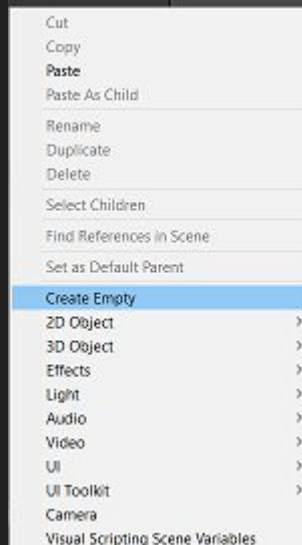 Cut
Copy
Paste
Paste As Child
Rename
Duplicate
Delete
Select Children
Find References in Scene
Set as Default Parent
Create Empty
2D Object
3D Object
Effects
Light
Audio
Video
UI
UI Toolkit
Camera
Visual Scripting Scene Variables